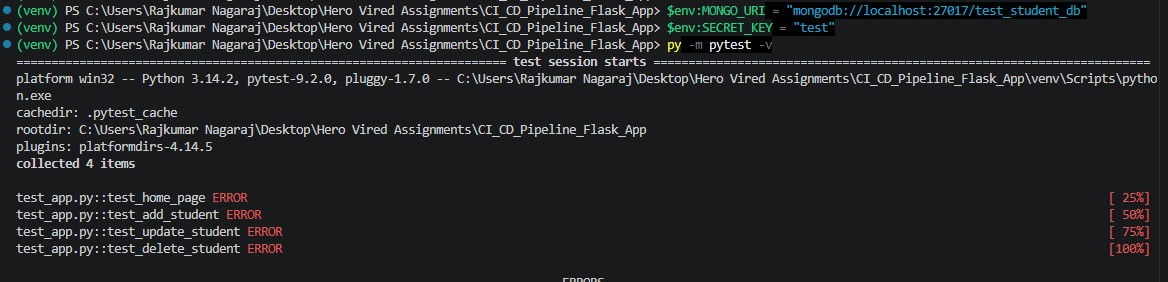 (venv) PS C:\Users\Rajkumar Nagaraj\Desktop\Hero Vired Assignments\CI_CD_Pipeline_Flask_App> $env:MONGO_URI = "mongodb://localhost:27017/test_student_db"
(venv) PS C:\Users\Rajkumar Nagaraj\Desktop\Hero Vired Assignments\CI_CD_Pipeline_Flask_App> $env:SECRET_KEY = "test"
(venv) PS C:\Users\Rajkumar Nagaraj\Desktop\Hero Vired Assignments\CI_CD_Pipeline_Flask_App> py -m pytest -v
test session starts
platform win32 -- Python 3.14.2, pytest-9.2.0, pluggy-1.7.0 -- C:\Users\Rajkumar Nagaraj\Desktop\Hero Vired Assignments\CI_CD_Pipeline_Flask_App\venv\Scripts\pytho
n.exe
cachedir: .pytest_cache
rootdir: C:\Users\Rajkumar Nagaraj\Desktop\Hero Vired Assignments\CI_CD_Pipeline_Flask_App
plugins: platformdirs-4.14.5
collected 4 items
test_app.py::test_home_page ERROR [ 25%]
test_app.py::test_add_student ERROR [ 50%]
test_app.py::test_update_student ERROR [ 75%]
test_app.py::test_delete_student ERROR [100%]
ERRORS